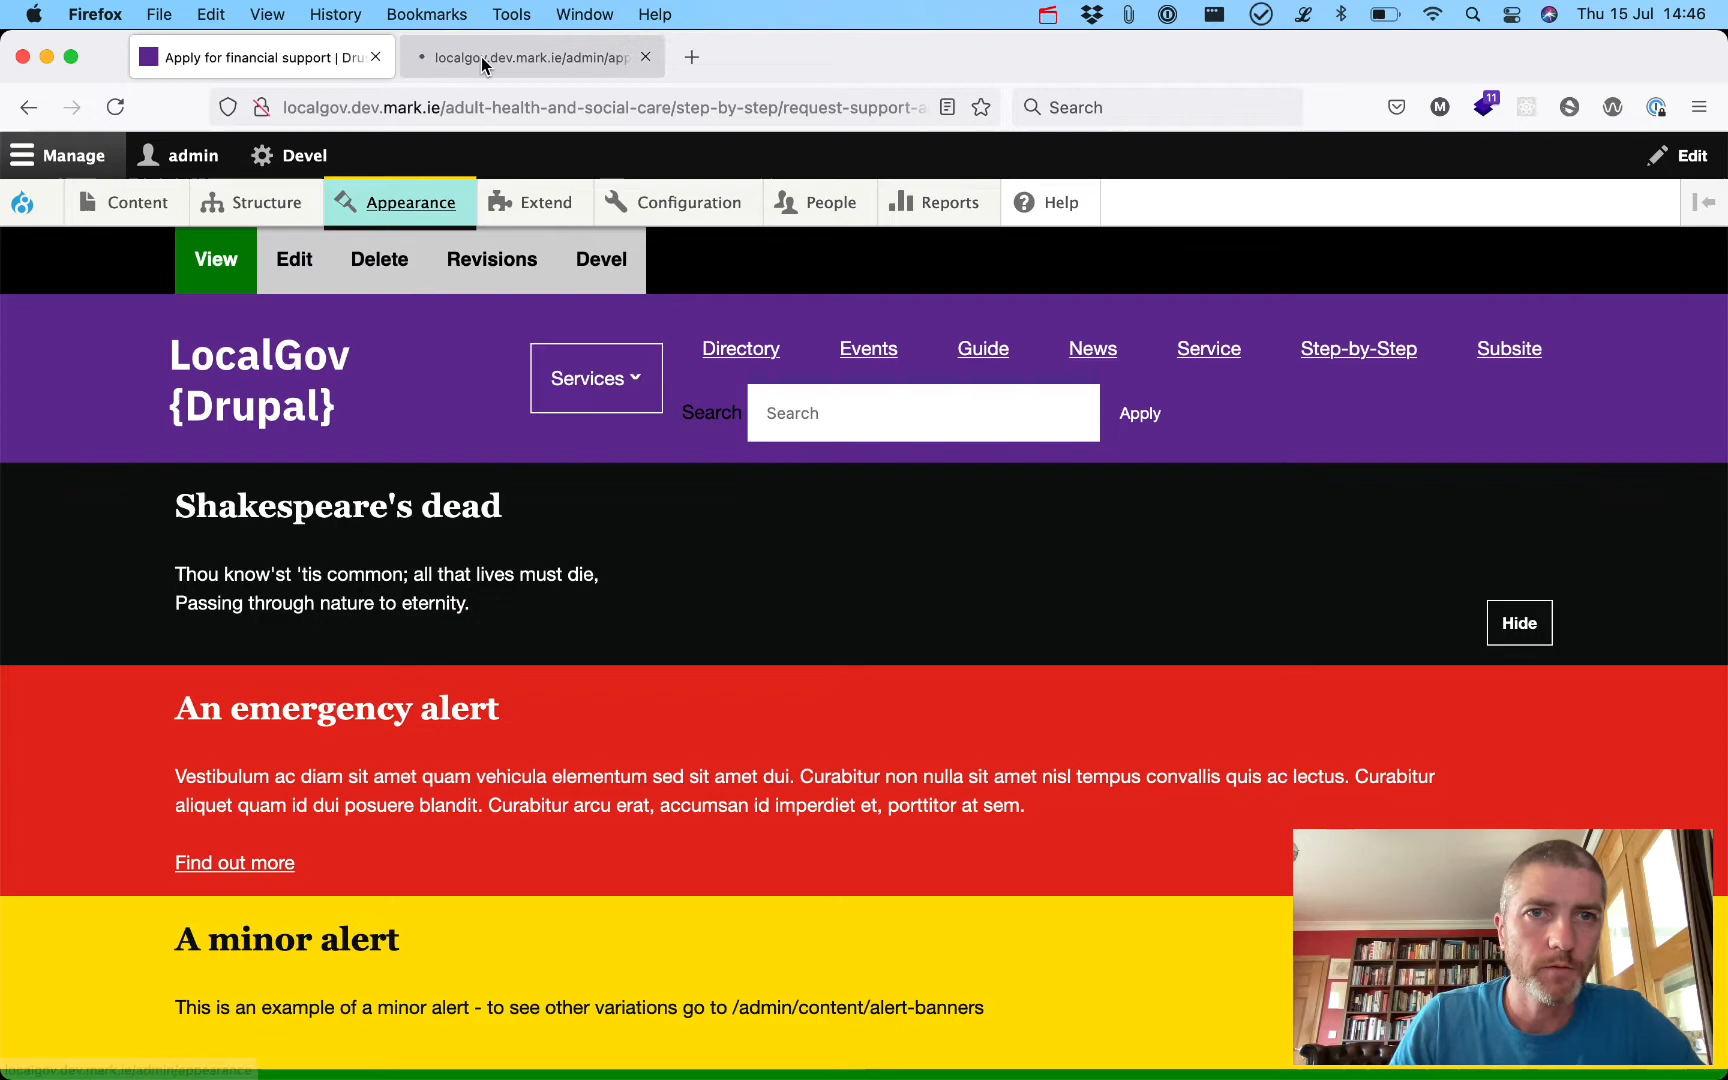 Firefox File Edit View History Bookmarks Tools Window Help Thu 15 Jul 14:46
Apply for financial support | Dru localgov.dev.mark.ie/admin/app
localgov.dev.mark.ie/adult-health-and-social-care/step-by-step/request-support-a Search 11
Manage admin Devel Edit
Content Structure Appearance Extend Configuration People Reports Help
View Edit Delete Revisions Devel
LocalGov
{Drupal}
Services
Directory Events Guide News Service Step-by-Step Subsite
Search Search Apply
Shakespeare's dead
Thou know'st 'tis common; all that lives must die,
Passing through nature to eternity.
Hide
An emergency alert
Vestibulum ac diam sit amet quam vehicula elementum sed sit amet dui. Curabitur non nulla sit amet nisl tempus convallis quis ac lectus. Curabitur
aliquet quam id dui posuere blandit. Curabitur arcu erat, accumsan id imperdiet et, porttitor at sem.
Find out more
A minor alert
This is an example of a minor alert - to see other variations go to /admin/content/alert-banners
localgov.dev.mark.ie/admin/appearance